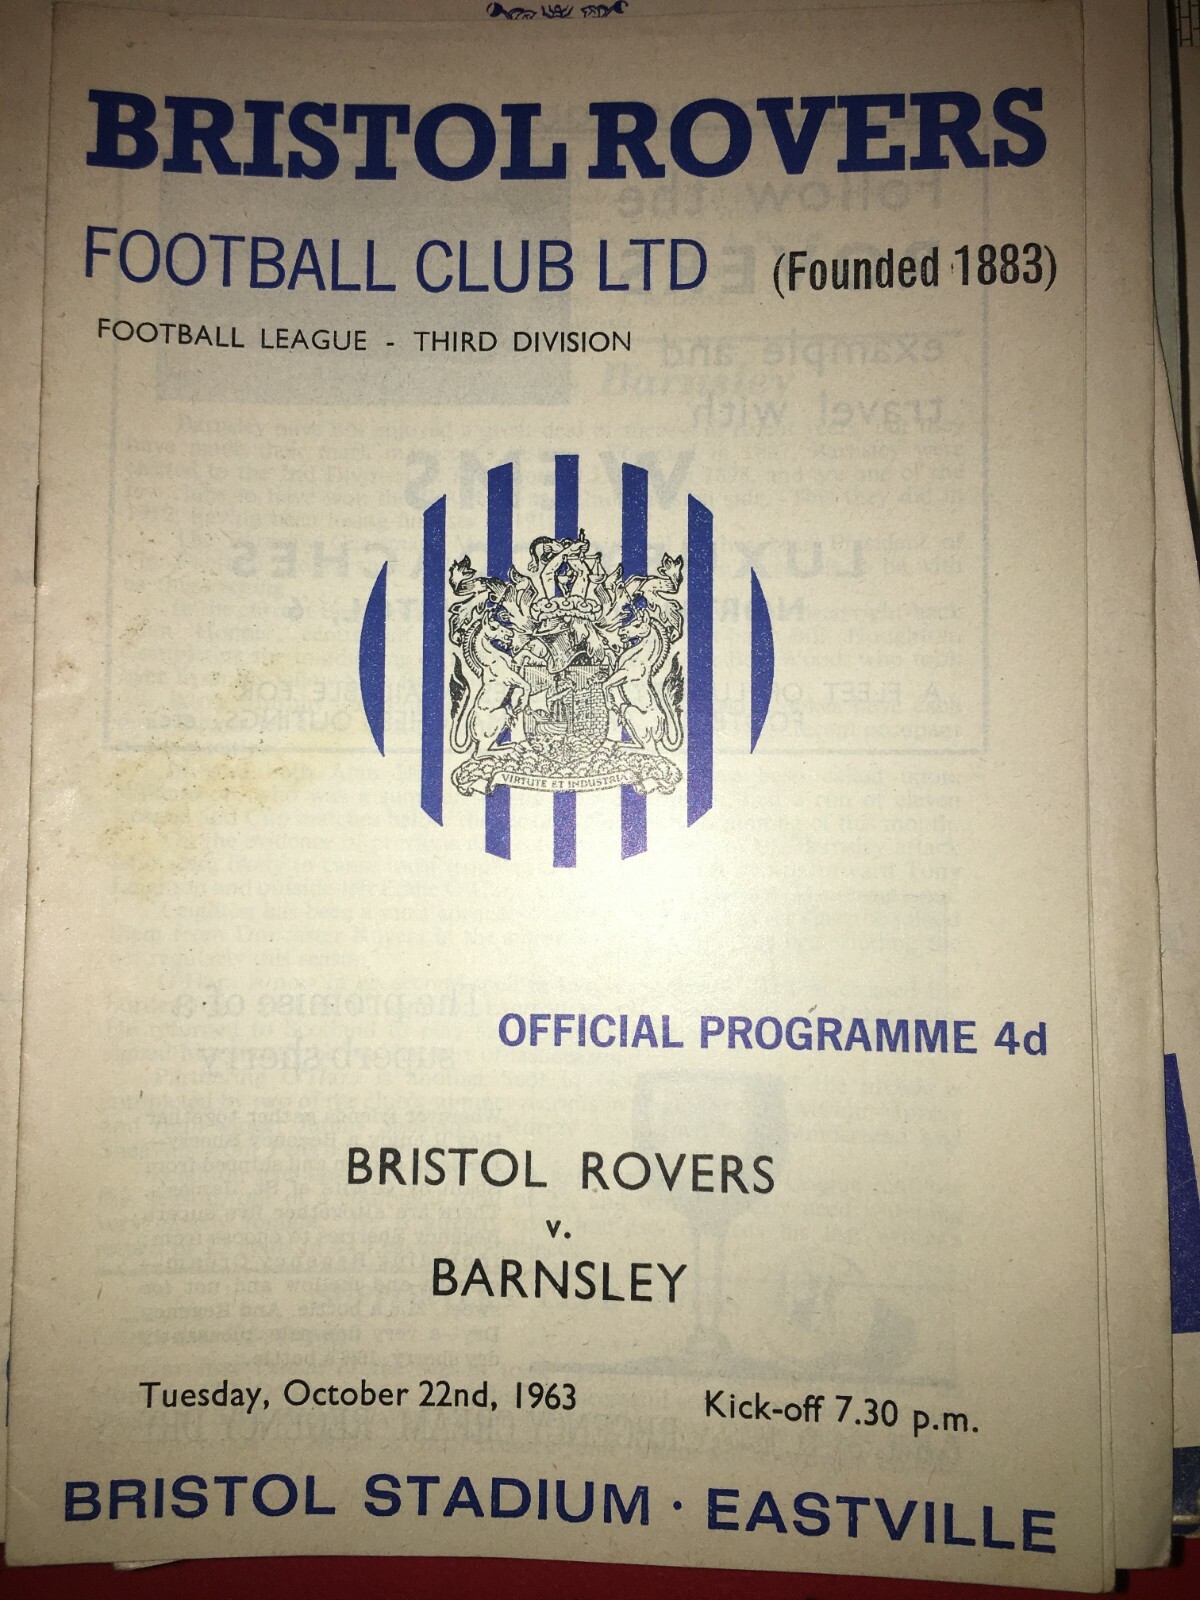 BRISTOL ROVERS
FOOTBALL CLUB LTD (Founded 1883)
FOOTBALL LEAGUE - THIRD DIVISION
VIRTUTE ET INDUSTRIA
OFFICIAL PROGRAMME 4d
BRISTOL ROVERS
v.
BARNSLEY
Tuesday, October 22nd, 1963 Kick-off 7.30 p.m.
BRISTOL STADIUM · EASTVILLE